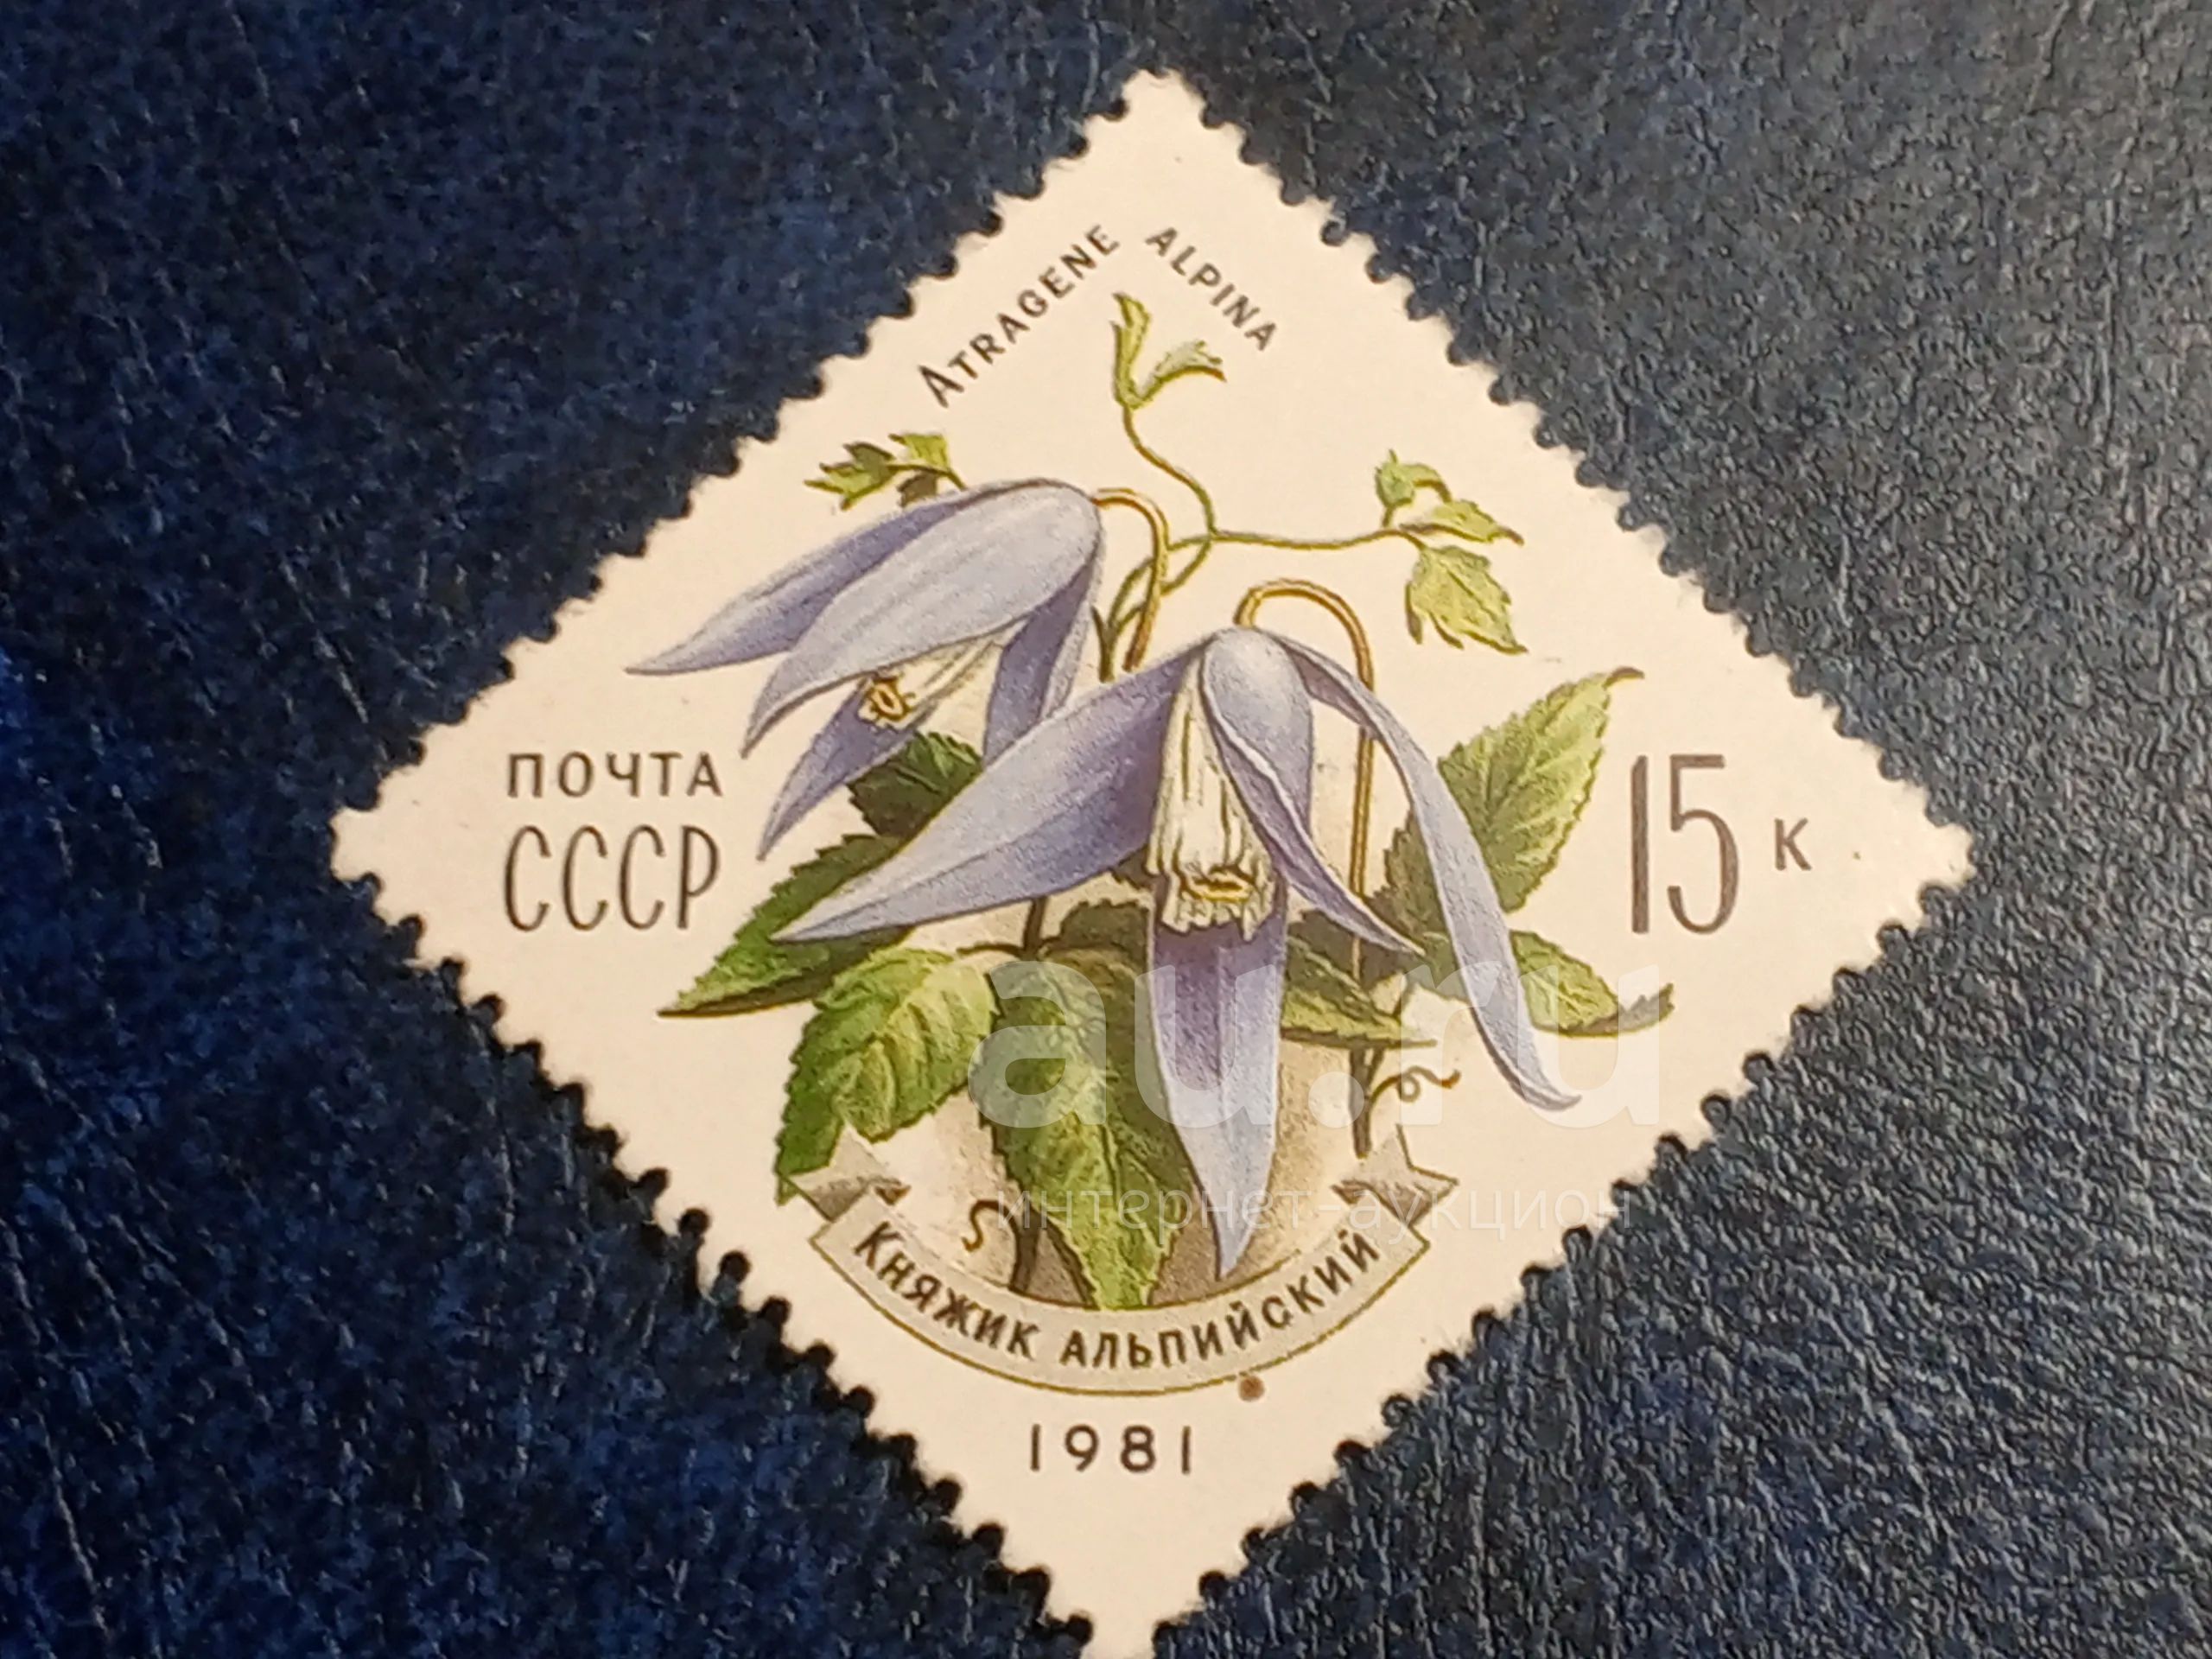 Atragene alpina
ПОЧТА
СССР
15 к
au.ru
интернет-аукцион
Княжик альпийский
1981